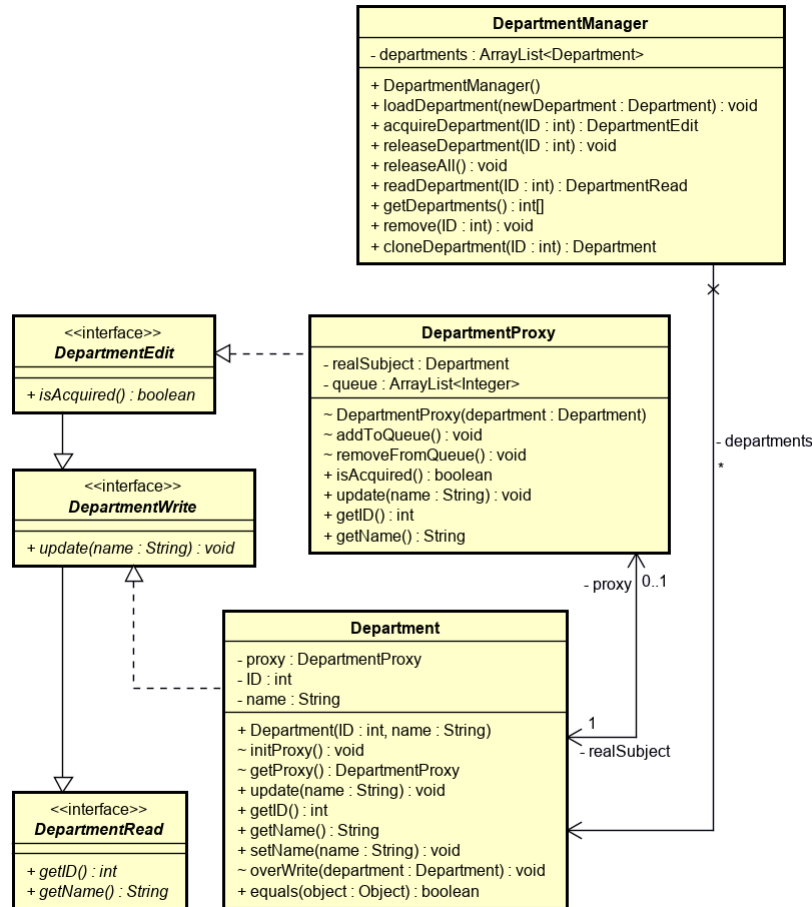 DepartmentManager
- departments : ArrayList<Department>
+ DepartmentManager()
+ loadDepartment(newDepartment : Department) : void
+ acquireDepartment(ID : int) : DepartmentEdit
+ releaseDepartment(ID : int) : void
+ releaseAll() : void
+ readDepartment(ID : int) : DepartmentRead
+ getDepartments() : int[]
+ remove(ID : int) : void
+ cloneDepartment(ID : int) : Department
<<interface>>
DepartmentEdit
+ isAcquired() : boolean
DepartmentProxy
- realSubject : Department
- queue : ArrayList<Integer>
~ DepartmentProxy(department : Department)
~ addToQueue() : void
~ removeFromQueue() : void
+ isAcquired() : boolean
+ update(name : String) : void
+ getID() : int
+ getName() : String
- departments
*
<<interface>>
DepartmentWrite
+ update(name : String) : void
- proxy
0..1
Department
- proxy : DepartmentProxy
- ID : int
- name : String
+ Department(ID : int, name : String)
~ initProxy() : void
~ getProxy() : DepartmentProxy
+ update(name : String) : void
+ getID() : int
+ getName() : String
+ setName(name : String) : void
~ overWrite(department : Department) : void
+ equals(object : Object) : boolean
1
- realSubject
<<interface>>
DepartmentRead
+ getID() : int
+ getName() : String